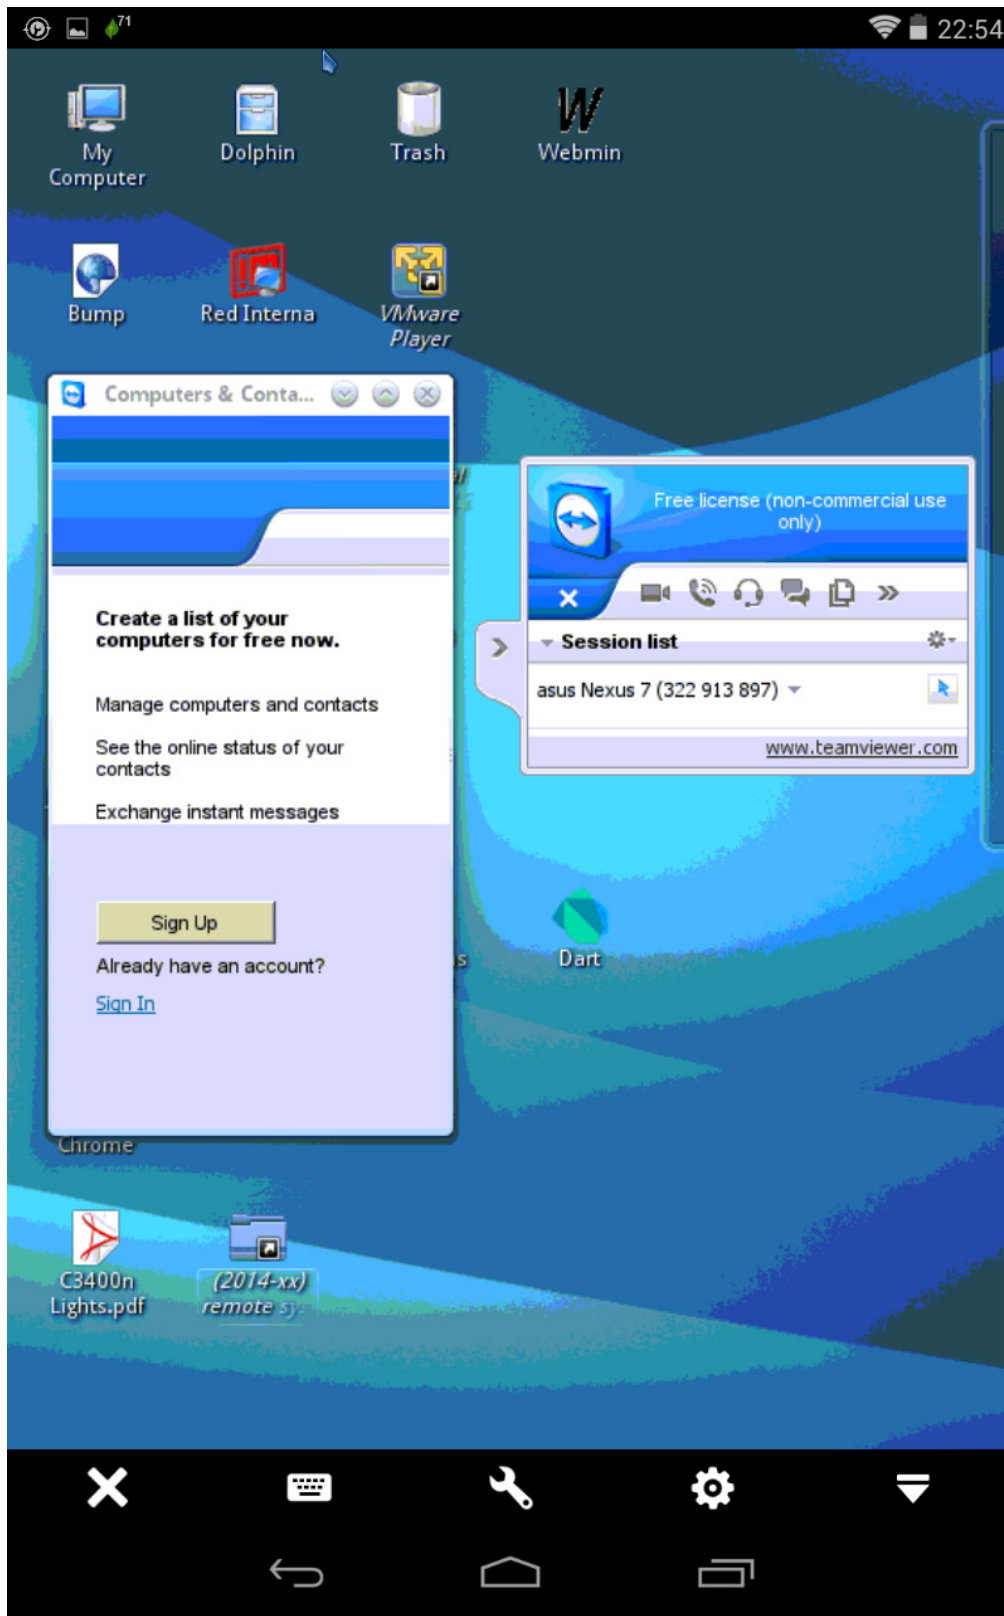 71
22:54
My
Computer
Dolphin
Trash
Webmin
Bump
Red Interna
VMware
Player
Computers & Conta...
Create a list of your
computers for free now.
Manage computers and contacts
See the online status of your
contacts
Exchange instant messages
Sign Up
Already have an account?
Sign In
Free license (non-commercial use
only)
Session list
asus Nexus 7 (322 913 897)
www.teamviewer.com
Dart
Chrome
C3400n
Lights.pdf
(2014-xx)
remote sy